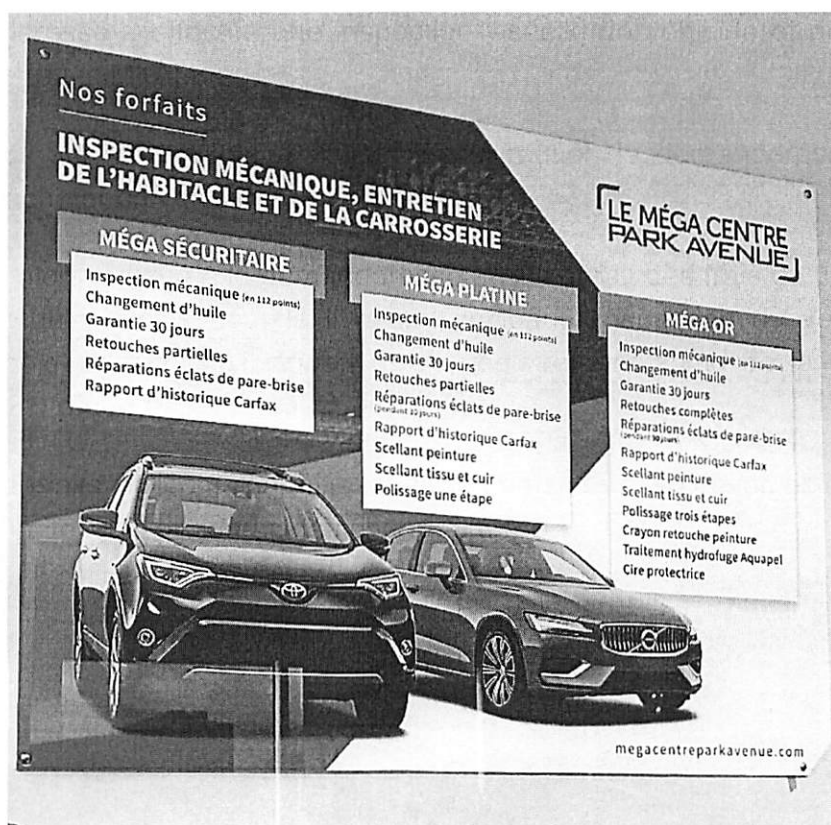 Nos forfaits
INSPECTION MÉCANIQUE, ENTRETIEN
DE L'HABITACLE ET DE LA CARROSSERIE
LE MÉGA CENTRE
PARK AVENUE
MÉGA SÉCURITAIRE
Inspection mécanique (en 112 points)
Changement d'huile
Garantie 30 jours
Retouches partielles
Réparations éclats de pare-brise
Rapport d'historique Carfax
MÉGA PLATINE
Inspection mécanique (en 112 points)
Changement d'huile
Garantie 30 jours
Retouches partielles
Réparations éclats de pare-brise
(pendant jours)
Rapport d'historique Carfax
Scellant peinture
Scellant tissu et cuir
Polissage une étape
MÉGA OR
Inspection mécanique (en 112 points)
Changement d'huile
Garantie 30 jours
Retouches complètes
Réparations éclats de pare-brise
(pendant jours)
Rapport d'historique Carfax
Scellant peinture
Scellant tissu et cuir
Polissage trois étapes
Crayon retouche peinture
Traitement hydrofuge Aquapel
Cire protectrice
megacentreparkavenue.com